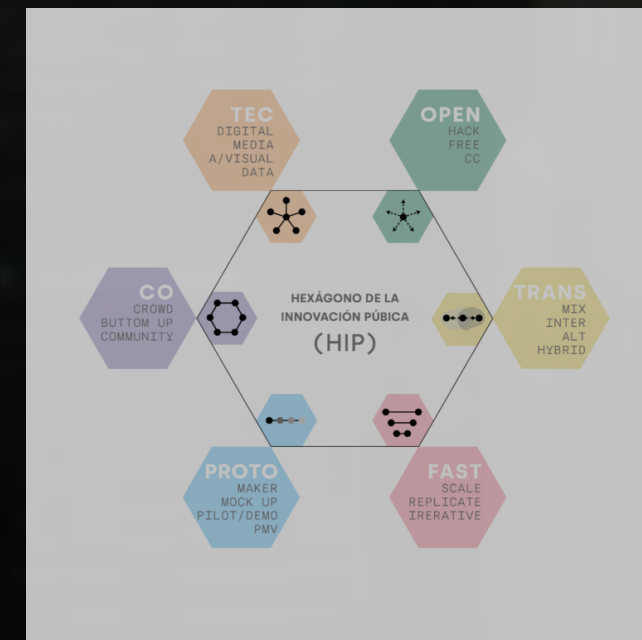 TEC
DIGITAL
MEDIA
A/VISUAL
DATA
OPEN
HACK
FREE
CC
CO
CROWD
BUTTOM UP
COMMUNITY
HEXÁGONO DE LA
INNOVACIÓN PÚBICA
(HIP)
TRANS
MIX
INTER
ALT
HYBRID
PROTO
MAKER
MOCK UP
PILOT/DEMO
PMV
FAST
SCALE
REPLICATE
IRERATIVE